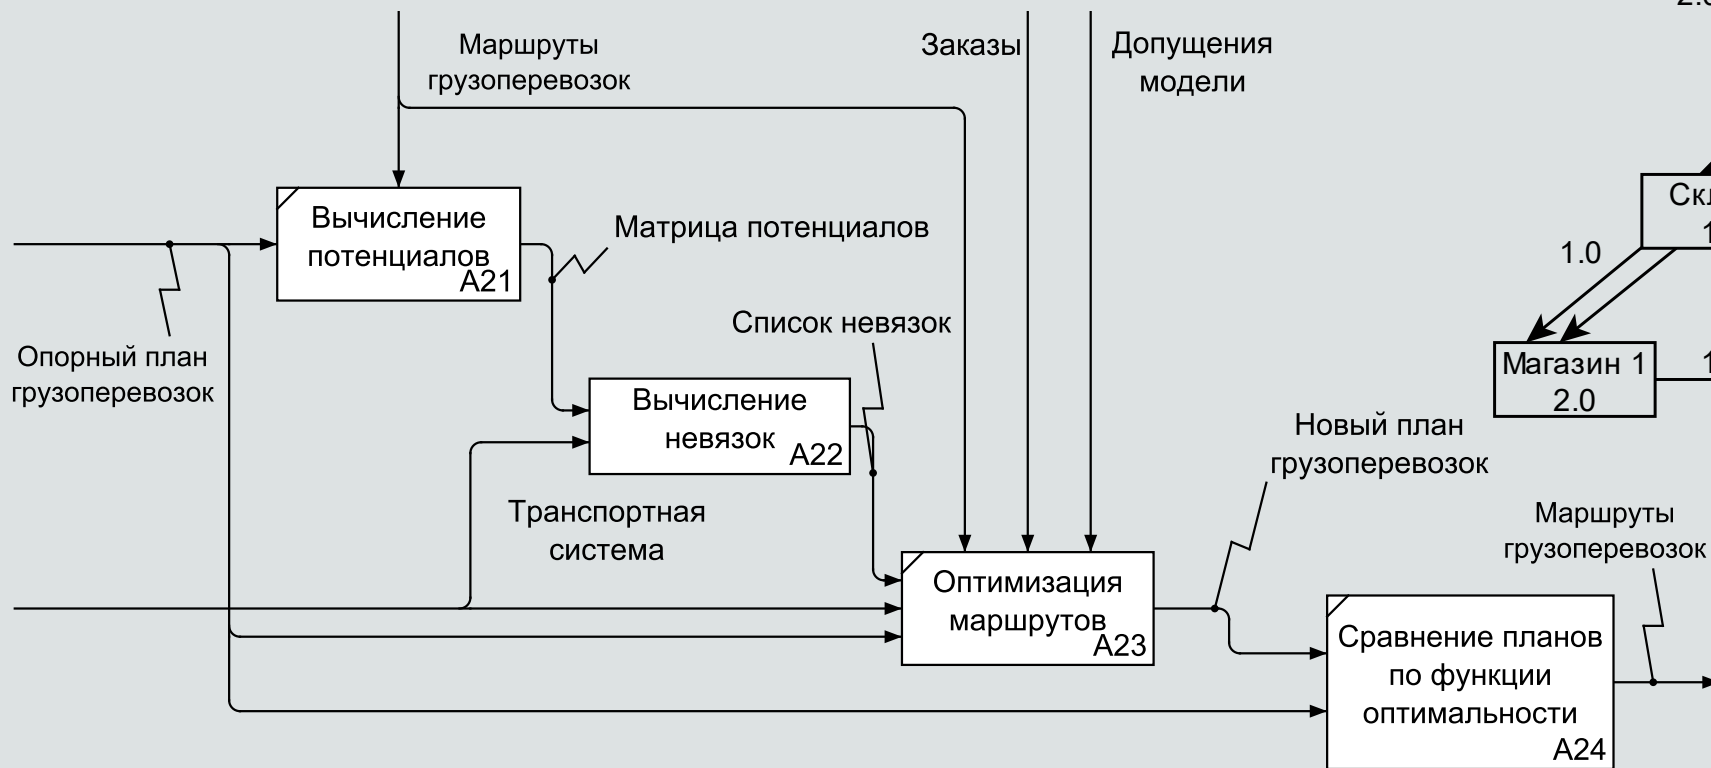 Маршруты
грузоперевозок
Заказы
Допущения
модели
Вычисление
потенциалов
A21
Матрица потенциалов
1.0
Опорный план
грузоперевозок
Список невязок
Магазин 1
2.0
Вычисление
невязок
A22
Новый план
грузоперевозок
Транспортная
система
Маршруты
грузоперевозок
Оптимизация
маршрутов
A23
Сравнение планов
по функции
оптимальности
A24